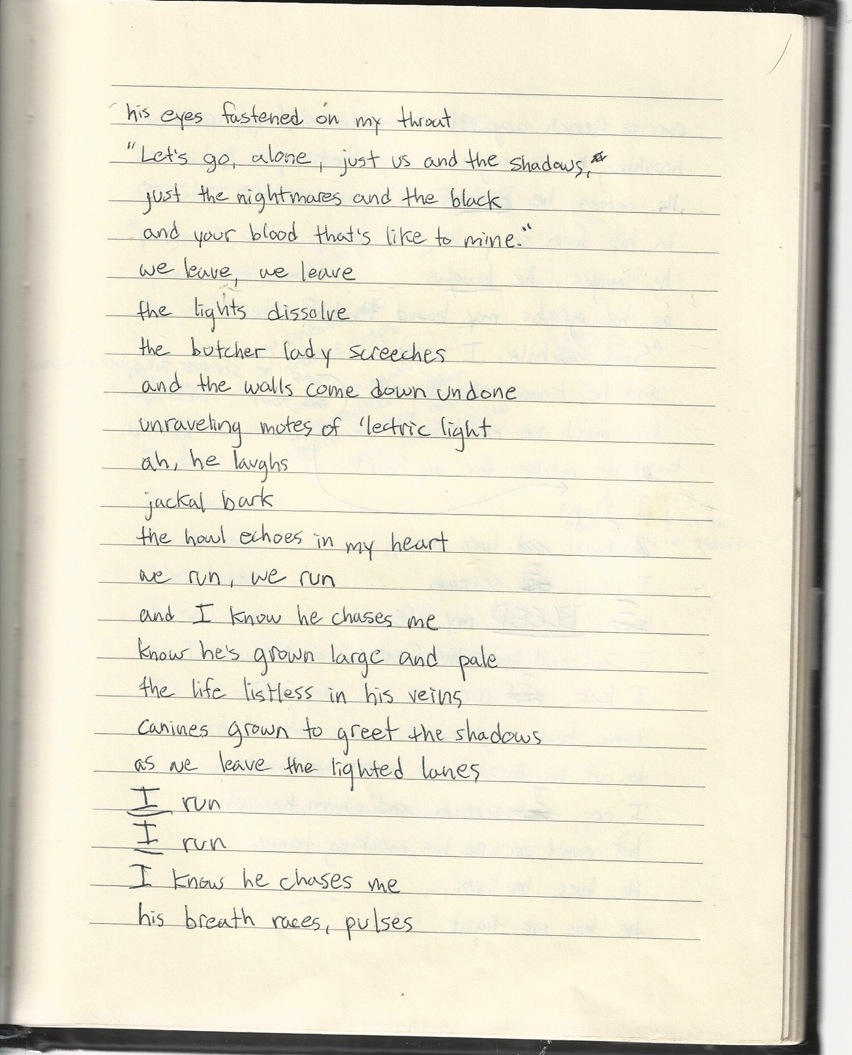 his eyes fastened on my throat
"Let's go, alone, just us and the shadows,
just the nightmares and the black
and your blood that's like to mine."
we leave, we leave
the lights dissolve
the butcher lady screeches
and the walls come down undone
unraveling motes of 'lectric light
ah, he laughs
jackal bark
the howl echoes in my heart
we run, we run
and I know he chases me
know he's grown large and pale
the life listless in his veins
canines grown to greet the shadows
as we leave the lighted lanes
I run
I run
I know he chases me
his breath races, pulses